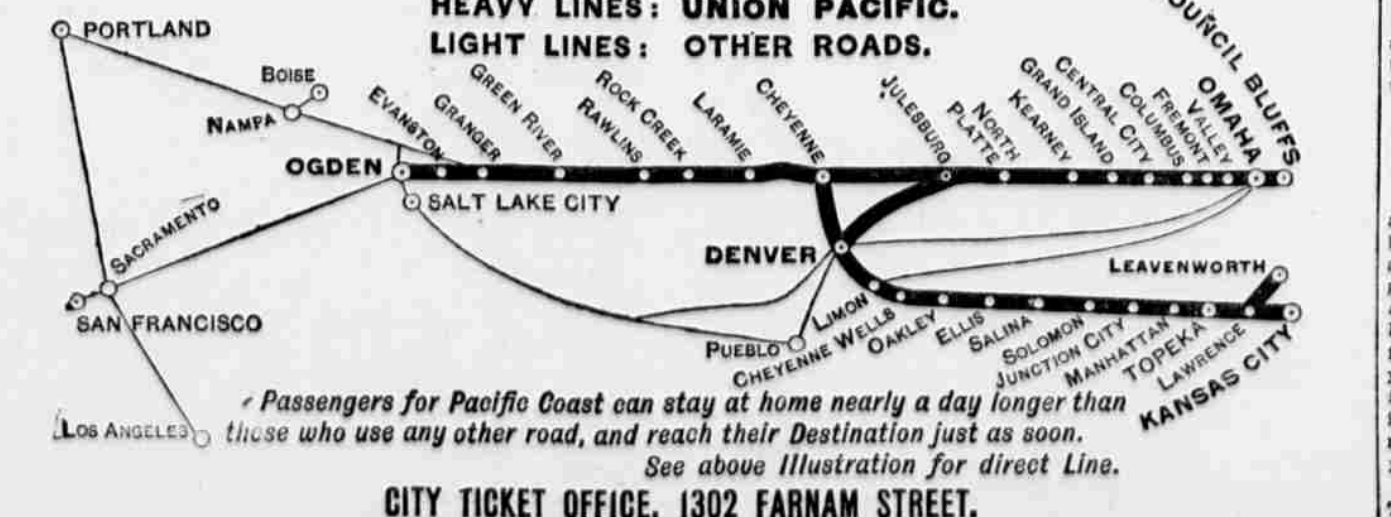 HEAVY LINES: UNION PACIFIC.
LIGHT LINES: OTHER ROADS.
COUNCIL BLUFFS
PORTLAND
BOISE
NAMPA
EVANSTON
GRANGER
GREEN RIVER
RAWLINS
ROCK CREEK
LARAMIE
CHEYENNE
JULESBURG
NORTH
PLATTE
KEARNEY
GRAND ISLAND
CENTRAL CITY
COLUMBUS
FREMONT
VALLEY
OMAHA
OGDEN
SALT LAKE CITY
SACRAMENTO
SAN FRANCISCO
DENVER
LEAVENWORTH
PUEBLO
LIMON
CHEYENNE WELLS
OAKLEY
ELLIS
SALINA
SOLOMON
JUNCTION CITY
MANHATTAN
TOPEKA
LAWRENCE
KANSAS CITY
LOS ANGELES
Passengers for Pacific Coast can stay at home nearly a day longer than
those who use any other road, and reach their Destination just as soon.
See above Illustration for direct Line.
CITY TICKET OFFICE, 1302 FARNAM STREET.